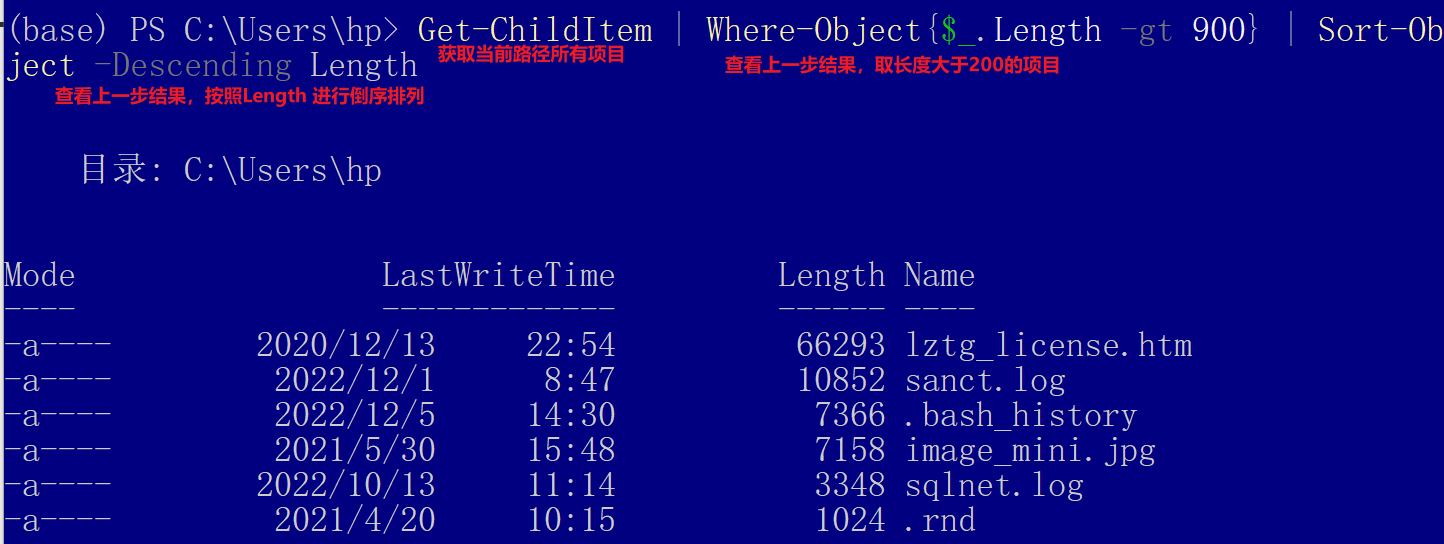 (base) PS C:\Users\hp> Get-ChildItem | Where-Object{$_.Length -gt 900} | Sort-Ob
获取当前路径所有项目
查看上一步结果，取长度大于200的项目
ject -Descending Length
查看上一步结果，按照Length 进行倒序排列
目录: C:\Users\hp
Mode LastWriteTime Length Name
---- ------------- ------ ----
-a---- 2020/12/13 22:54 66293 lztg_license.htm
-a---- 2022/12/1 8:47 10852 sanct.log
-a---- 2022/12/5 14:30 7366 .bash_history
-a---- 2021/5/30 15:48 7158 image_mini.jpg
-a---- 2022/10/13 11:14 3348 sqlnet.log
-a---- 2021/4/20 10:15 1024 .rnd